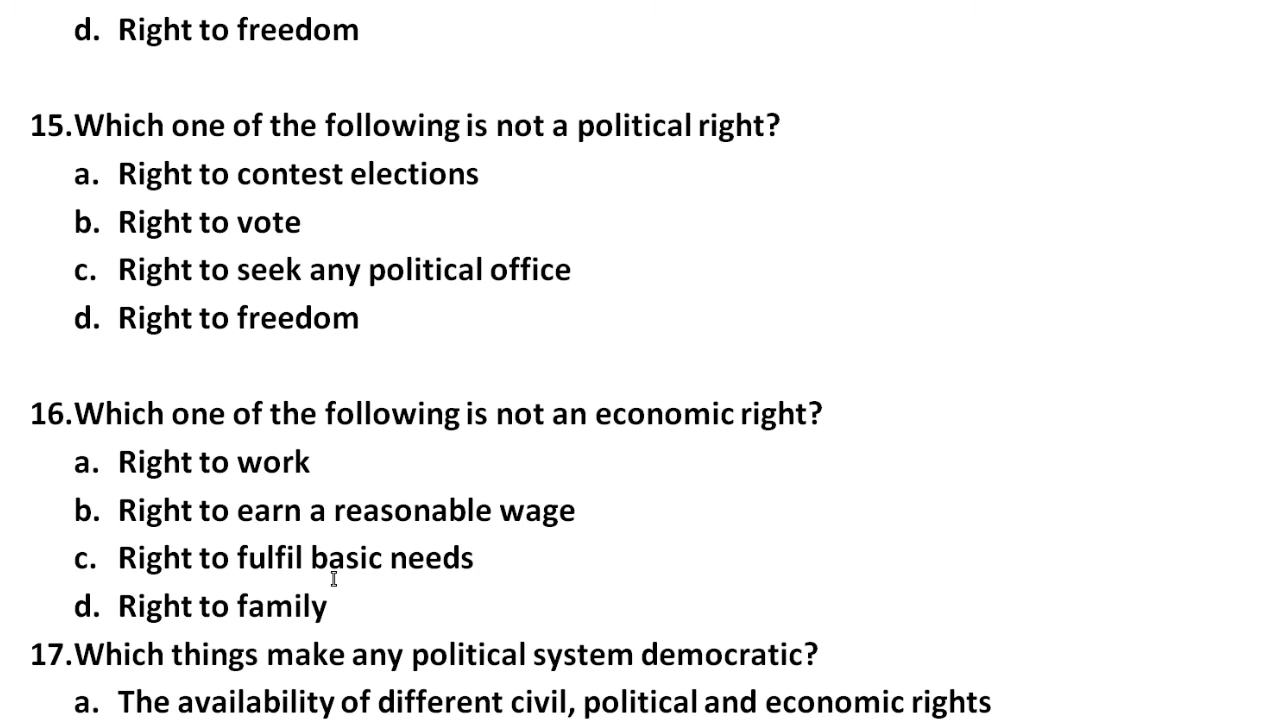 d. Right to freedom
15.Which one of the following is not a political right?
a. Right to contest elections
b. Right to vote
c. Right to seek any political office
d. Right to freedom
16.Which one of the following is not an economic right?
a. Right to work
b. Right to earn a reasonable wage
c. Right to fulfil basic needs
d. Right to family
17.Which things make any political system democratic?
a. The availability of different civil, political and economic rights